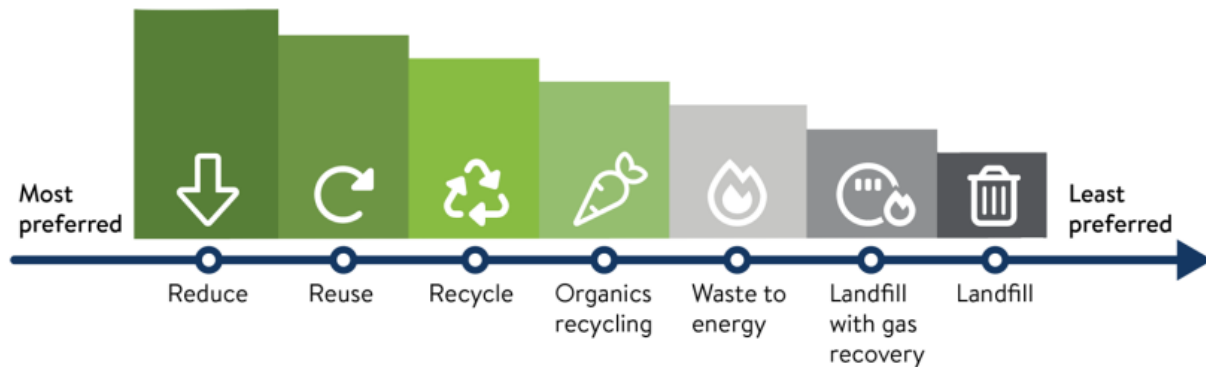 Most
preferred
Least
preferred
Reduce
Reuse
Recycle
Organics
recycling
Waste to
energy
Landfill
with gas
recovery
Landfill